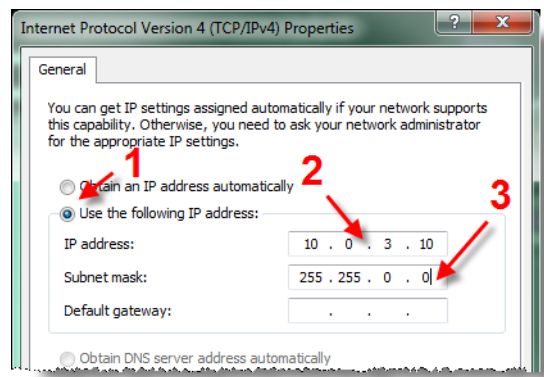 Internet Protocol Version 4 (TCP/IPv4) Properties
?
X
General
You can get IP settings assigned automatically if your network supports
this capability. Otherwise, you need to ask your network administrator
for the appropriate IP settings.
1
Obtain an IP address automatically
2
3
Use the following IP address:
IP address: 10 . 0 . 3 . 10
Subnet mask: 255 . 255 . 0 . 0
Default gateway: . . .
Obtain DNS server address automatically